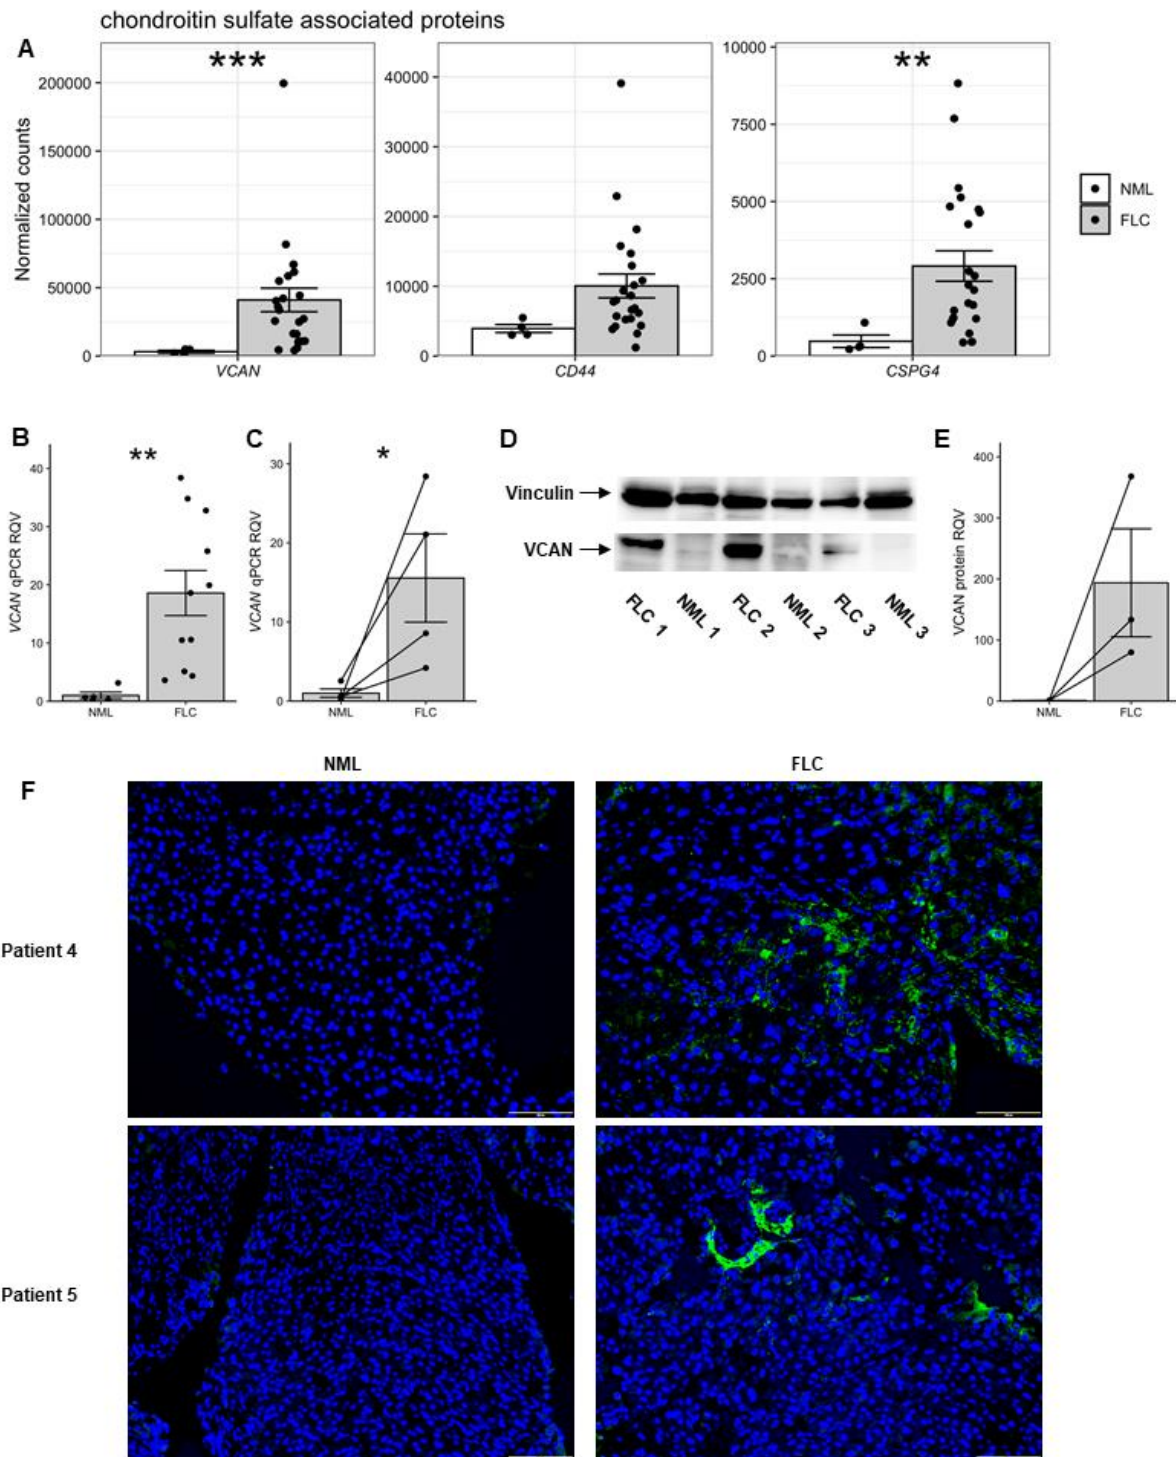 chondroitin sulfate associated proteins
A
***
**
Normalized counts
200000
150000
100000
50000
0
VCAN
40000
30000
20000
10000
0
CD44
10000
7500
5000
2500
0
CSPG4
NML
FLC
B
**
VCAN qPCR RQV
40
30
20
10
0
NML
FLC
C
*
VCAN qPCR RQV
30
20
10
0
NML
FLC
D
Vinculin
VCAN
FLC 1
NML 1
FLC 2
NML 2
FLC 3
NML 3
E
VCAN protein RQV
400
300
200
100
0
NML
FLC
NML
FLC
F
Patient 4
Patient 5